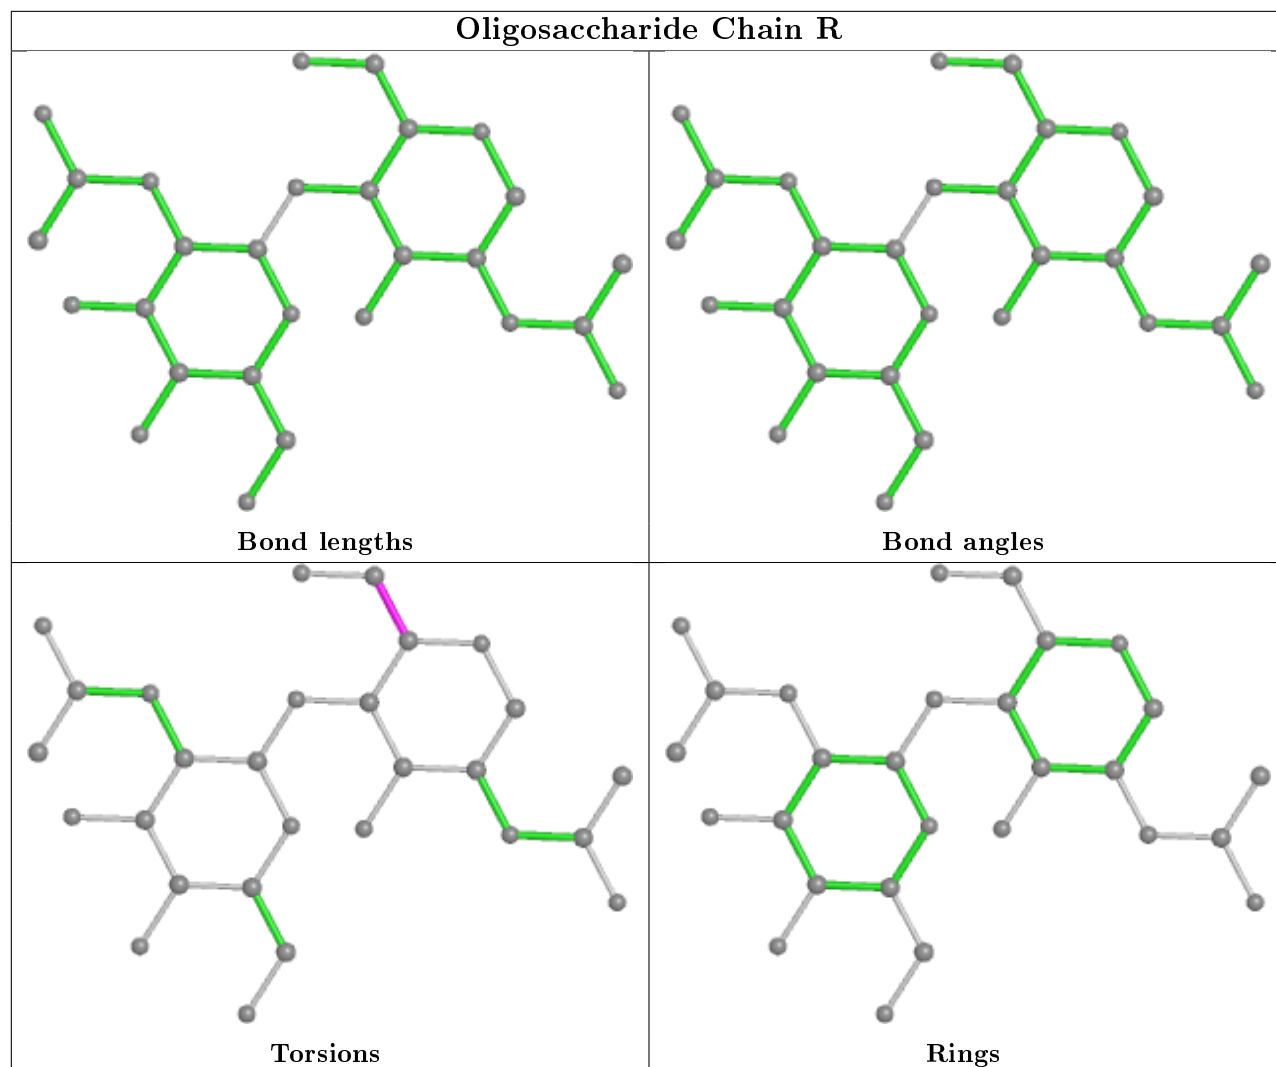 Oligosaccharide Chain R
Bond lengths
Bond angles
Torsions
Rings